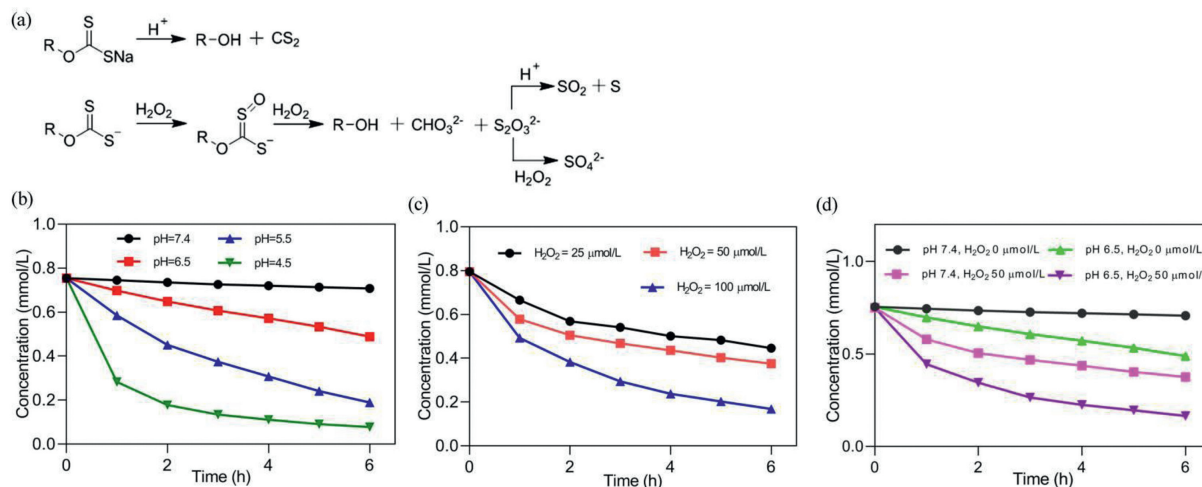 (a)
S
R
O
SNa
H+
R-OH + CS2
S
R
O
S-
H2O2
S=O
R
O
S-
H2O2
R-OH + CHO3^2- + S2O3^2-
H+
SO2 + S
SO4^2-
H2O2
(b)
Concentration (mmol/L)
1.0
0.8
0.6
0.4
0.2
0.0
pH=7.4
pH=5.5
pH=6.5
pH=4.5
0 2 4 6
Time (h)
(c)
Concentration (mmol/L)
1.0
0.8
0.6
0.4
0.2
0.0
H2O2 = 25 μmol/L
H2O2 = 50 μmol/L
H2O2 = 100 μmol/L
0 2 4 6
Time (h)
(d)
Concentration (mmol/L)
1.0
0.5
0.0
pH 7.4, H2O2 0 μmol/L
pH 6.5, H2O2 0 μmol/L
pH 7.4, H2O2 50 μmol/L
pH 6.5, H2O2 50 μmol/L
0 2 4 6
Time (h)